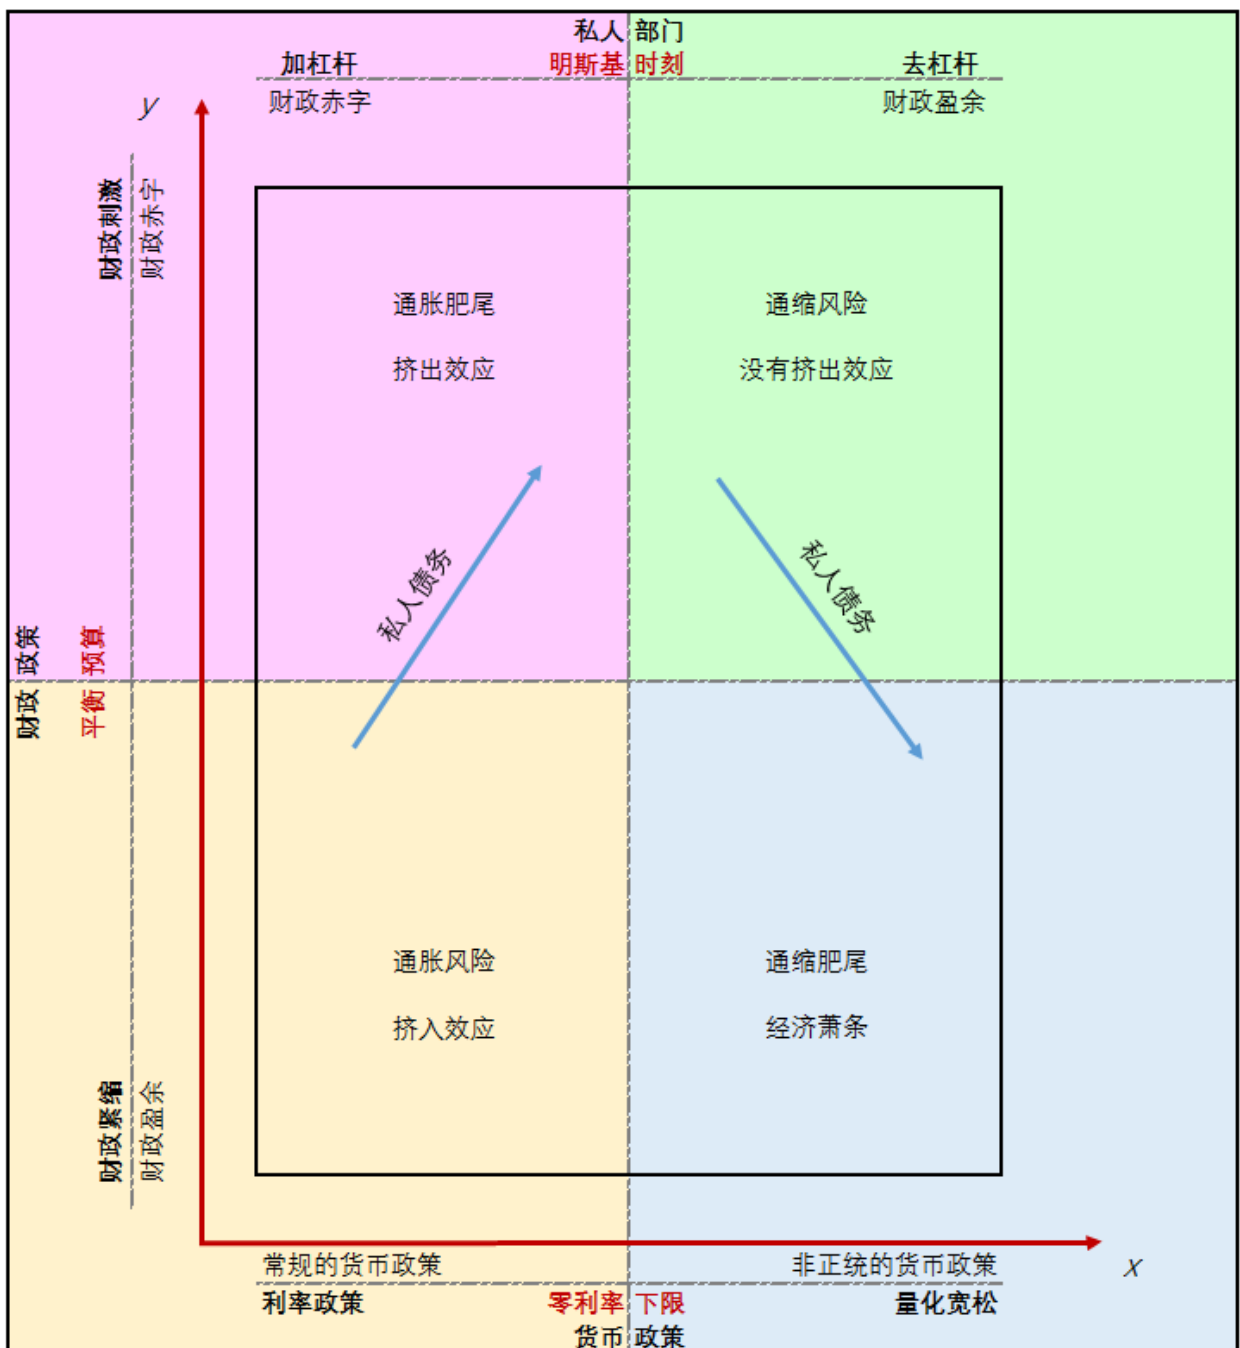 私人 部门
加杠杆 明斯基 时刻 去杠杆
财政赤字 财政盈余
y
财政刺激
财政赤字
通胀肥尾 通缩风险
挤出效应 没有挤出效应
私人债务 私人债务
财政 政策
平衡 预算
通胀风险 通缩肥尾
挤入效应 经济萧条
财政紧缩
财政盈余
常规的货币政策 非正统的货币政策 x
利率政策 零利率 下限 量化宽松
货币 政策